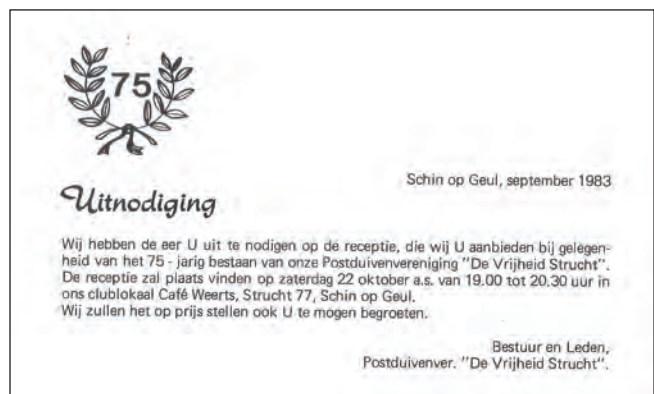 75
Schin op Geul, september 1983
Uitnodiging
Wij hebben de eer U uit te nodigen op de receptie, die wij U aanbieden bij gelegen-
heid van het 75 - jarig bestaan van onze Postduivenvereniging "De Vrijheid Strucht".
De receptie zal plaats vinden op zaterdag 22 oktober a.s. van 19.00 tot 20.30 uur in
ons clublokaal Café Weerts, Strucht 77, Schin op Geul.
Wij zullen het op prijs stellen ook U te mogen begroeten.
Bestuur en Leden,
Postduivenver. "De Vrijheid Strucht".